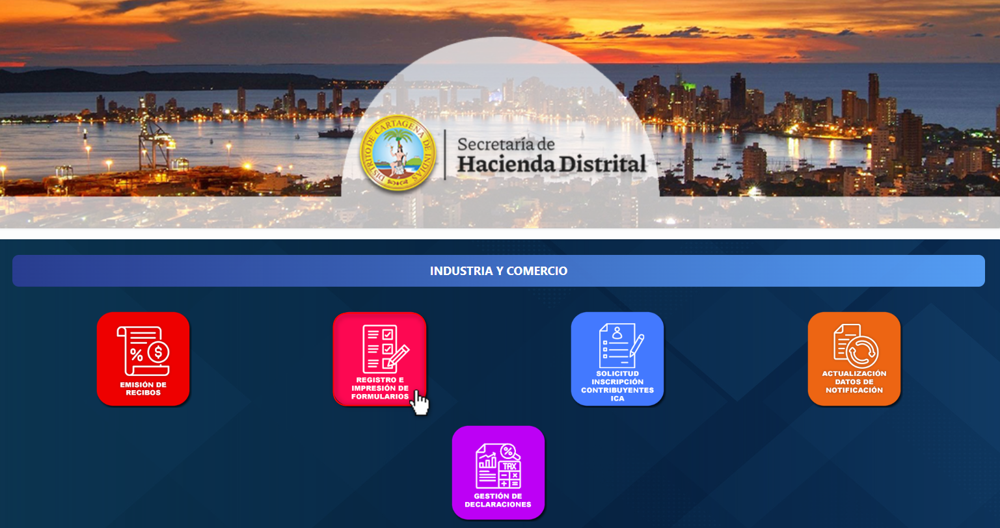 DISTRITO DE CARTAGENA DE INDIAS
Secretaría de
Hacienda Distrital
INDUSTRIA Y COMERCIO
EMISIÓN DE
RECIBOS
REGISTRO E
IMPRESIÓN DE
FORMULARIOS
SOLICITUD
INSCRIPCIÓN
CONTRIBUYENTES
ICA
ACTUALIZACIÓN
DATOS DE
NOTIFICACIÓN
TAX
GESTIÓN DE
DECLARACIONES